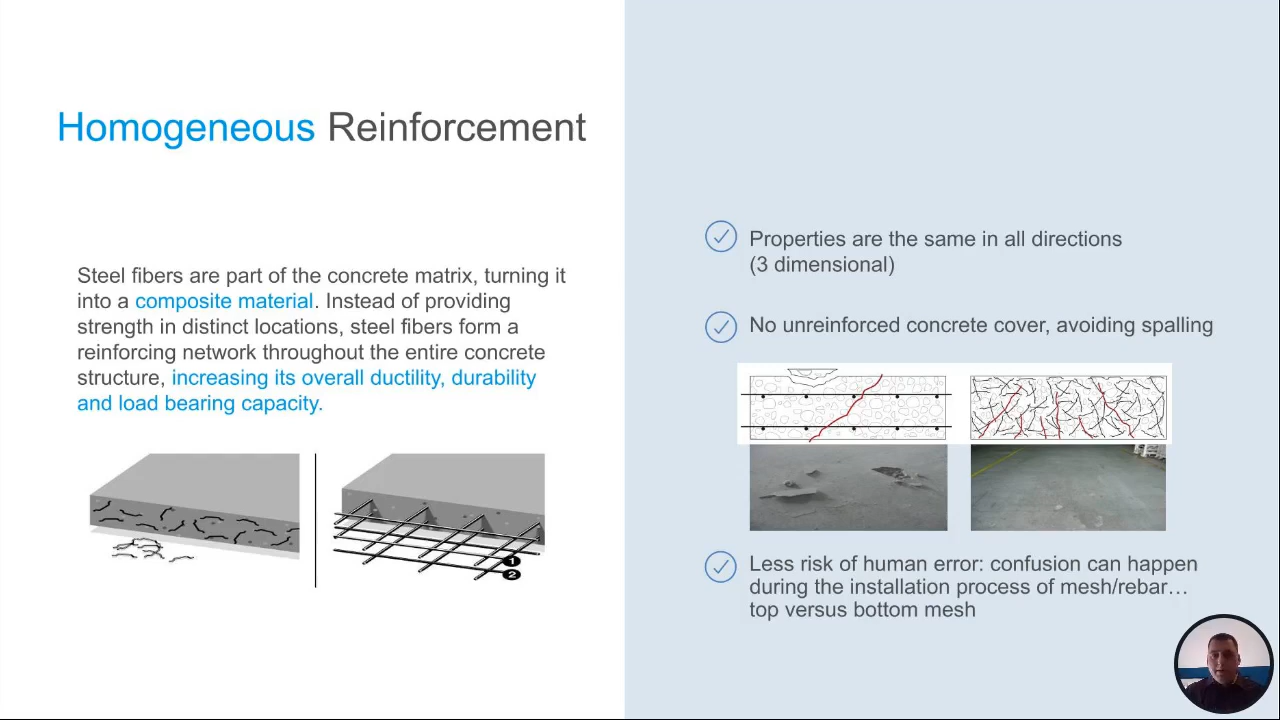 Homogeneous Reinforcement
Steel fibers are part of the concrete matrix, turning it
into a composite material. Instead of providing
strength in distinct locations, steel fibers form a
reinforcing network throughout the entire concrete
structure, increasing its overall ductility, durability
and load bearing capacity.
1
2
Properties are the same in all directions
(3 dimensional)
No unreinforced concrete cover, avoiding spalling
Less risk of human error: confusion can happen
during the installation process of mesh/rebar…
top versus bottom mesh